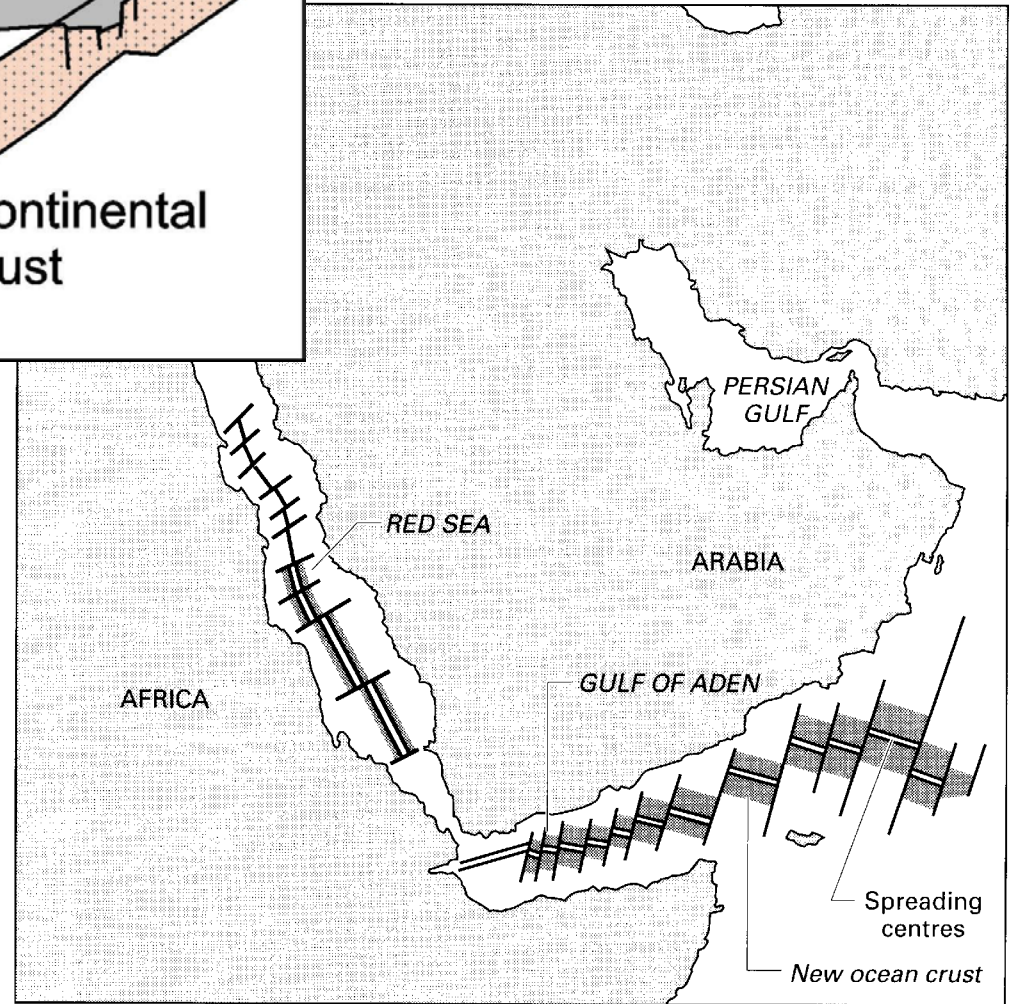 ontinental
ust
PERSIAN
GULF
RED SEA
ARABIA
GULF OF ADEN
AFRICA
Spreading
centres
New ocean crust